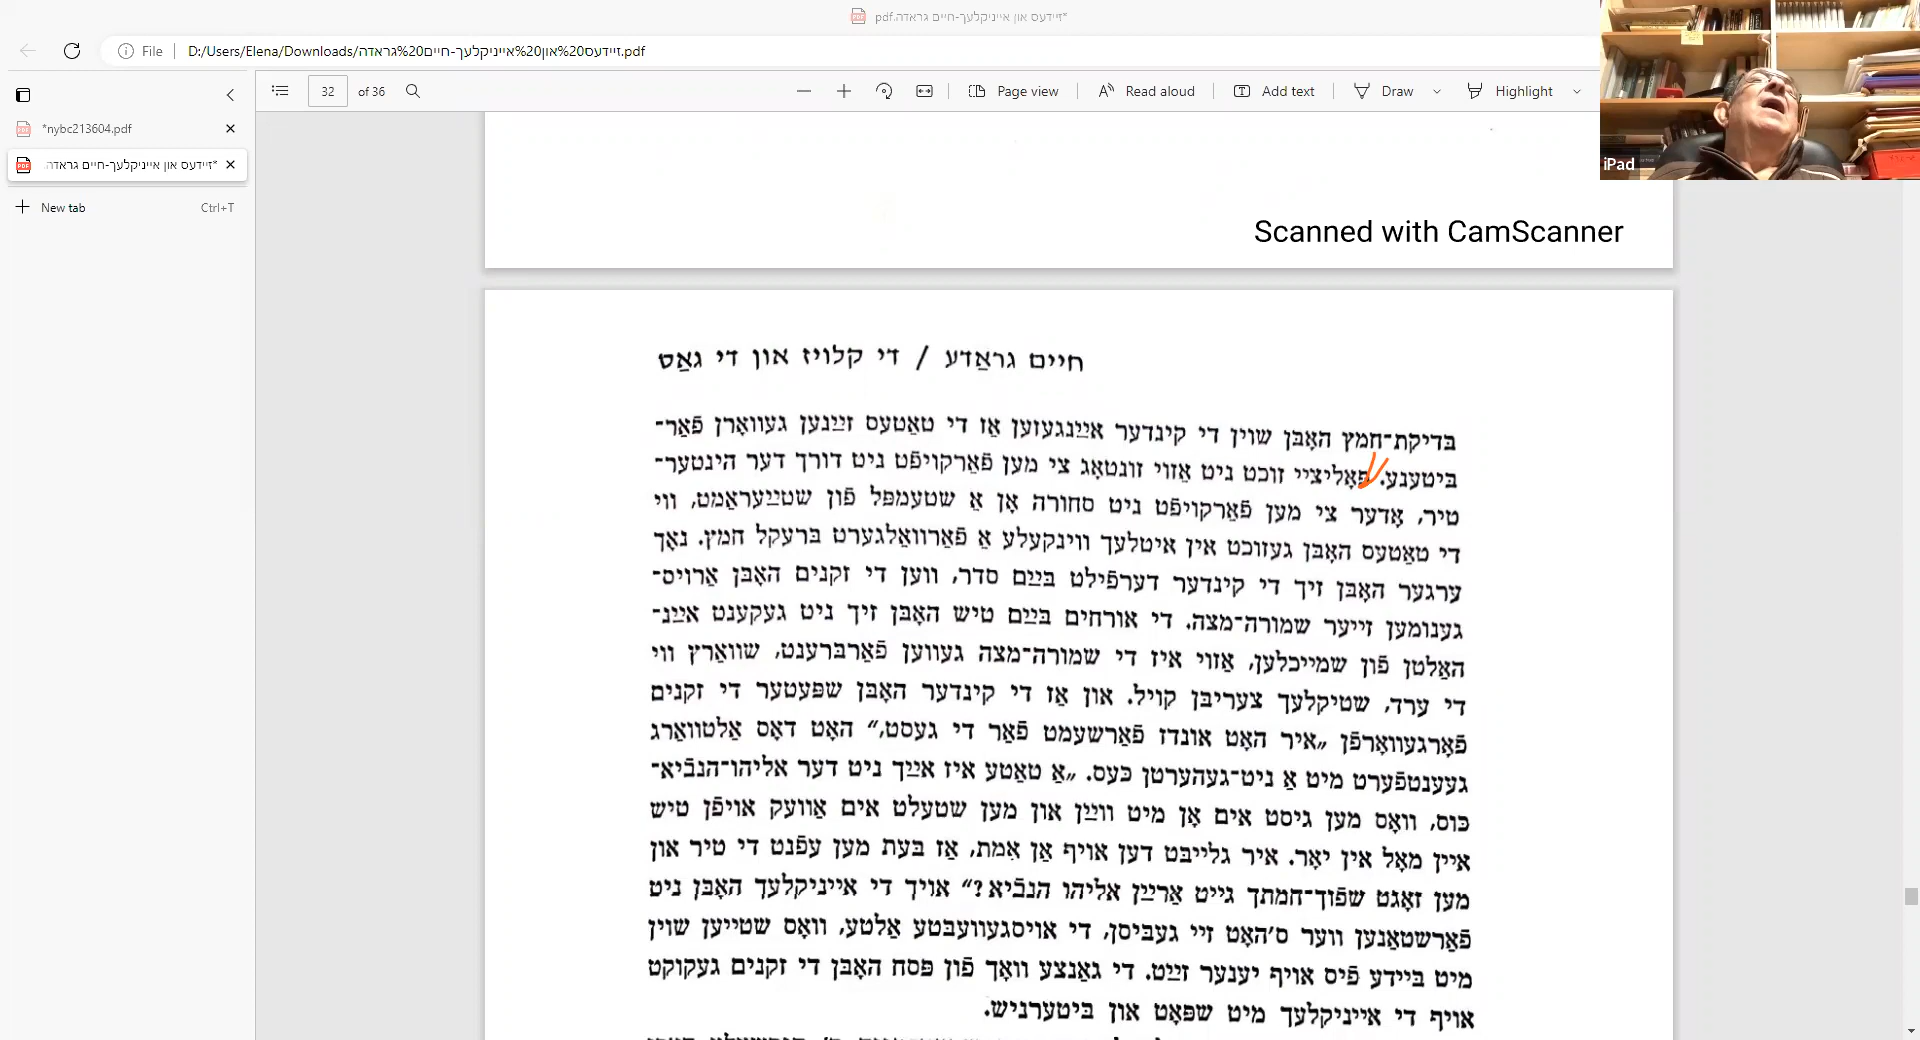 זיידעס און אייניקלעך-חיים גראדה.pdf*
File D:/Users/Elena/Downloads/זיידעס%20און%20אייניקלעך-חיים%20גראדה.pdf
32 of 36 Page view Read aloud Add text Draw Highlight
*nybc213604.pdf
זיידעס און אייניקלעך-חיים גראדה*
New tab Ctrl+T
iPad
Scanned with CamScanner
חיים גראַדע / די קלויז און די גאַס
בדיקת־חמץ האָבן שוין די קינדער אײַנגעזען אַז די טאַטעס זײַנען געוואָרן פֿאַר־
ביטענע. פּאָליציי זוכט ניט אַזוי זונטאָג צי מען פֿאַרקויפֿט ניט דורך דער הינטער־
טיר, אָדער צי מען פֿאַרקויפֿט ניט סחורה אָן אַ שטעמפּל פֿון שטײַעראַמט, ווי
די טאַטעס האָבן געזוכט אין איטלעך ווינקעלע אַ פֿאַרוואַלגערט ברעקל חמץ. נאָך
ערגער האָבן זיך די קינדער דערפֿילט בײַם סדר, ווען די זקנים האָבן אַרויס־
גענומען זייער שמורה־מצה. די אורחים בײַם טיש האָבן זיך ניט געקענט אײַנ־
האַלטן פֿון שמייכלען, אַזוי איז די שמורה־מצה געווען פֿאַרברענט, שוואַרץ ווי
די ערד, שטיקלעך צעריבן קויל. און אַז די קינדער האָבן שפּעטער די זקנים
פֿאָרגעוואָרפֿן „איר האָט אונדז פֿאַרשעמט פֿאַר די געסט,“ האָט דאָס אַלטוואַרג
געענטפֿערט מיט אַ ניט־געהערטן כּעס. „אַ טאַטע איז אײַך ניט דער אליהו־הנבֿיא־
כּוס, וואָס מען גיסט אים אָן מיט ווײַן און מען שטעלט אים אַוועק אויפֿן טיש
איין מאָל אין יאָר. איר גלייבט דען אויף אַן אמת, אַז בעת מען עפֿנט די טיר און
מען זאָגט שפֿוך־חמתך גייט אַרײַן אליהו הנבֿיא?“ אויך די אייניקלעך האָבן ניט
פֿאַרשטאַנען ווער ס'האָט זיי געביסן, די אויסגעוועבטע אַלטע, וואָס שטייען שוין
מיט ביידע פֿיס אויף יענער זײַט. די גאַנצע וואָך פֿון פּסח האָבן די זקנים געקוקט
אויף די אייניקלעך מיט שפּאָט און ביטערניש.